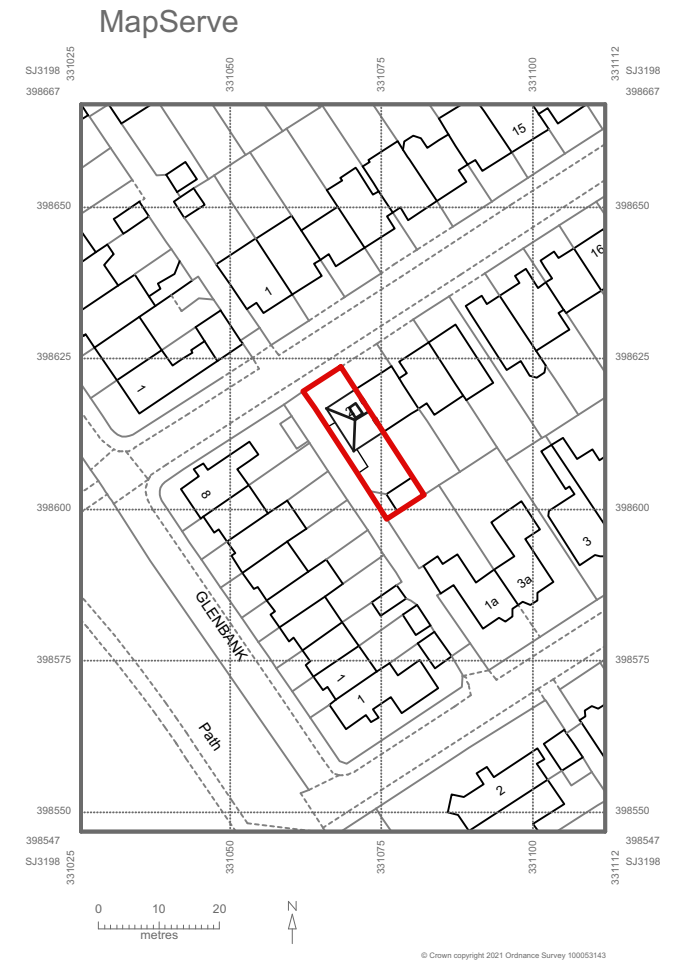 MapServe
331025
331050
331075
331100
331112
SJ3198
SJ3198
398667
398667
15
398650
398650
16
1
398625
398625
1
8
398600
398600
3
3a
1a
GLENBANK
398575
398575
1
1
Path
2
398550
398550
398547
398547
SJ3198
SJ3198
331025
331050
331075
331100
331112
0 10 20
metres
N
© Crown copyright 2021 Ordnance Survey 100053143